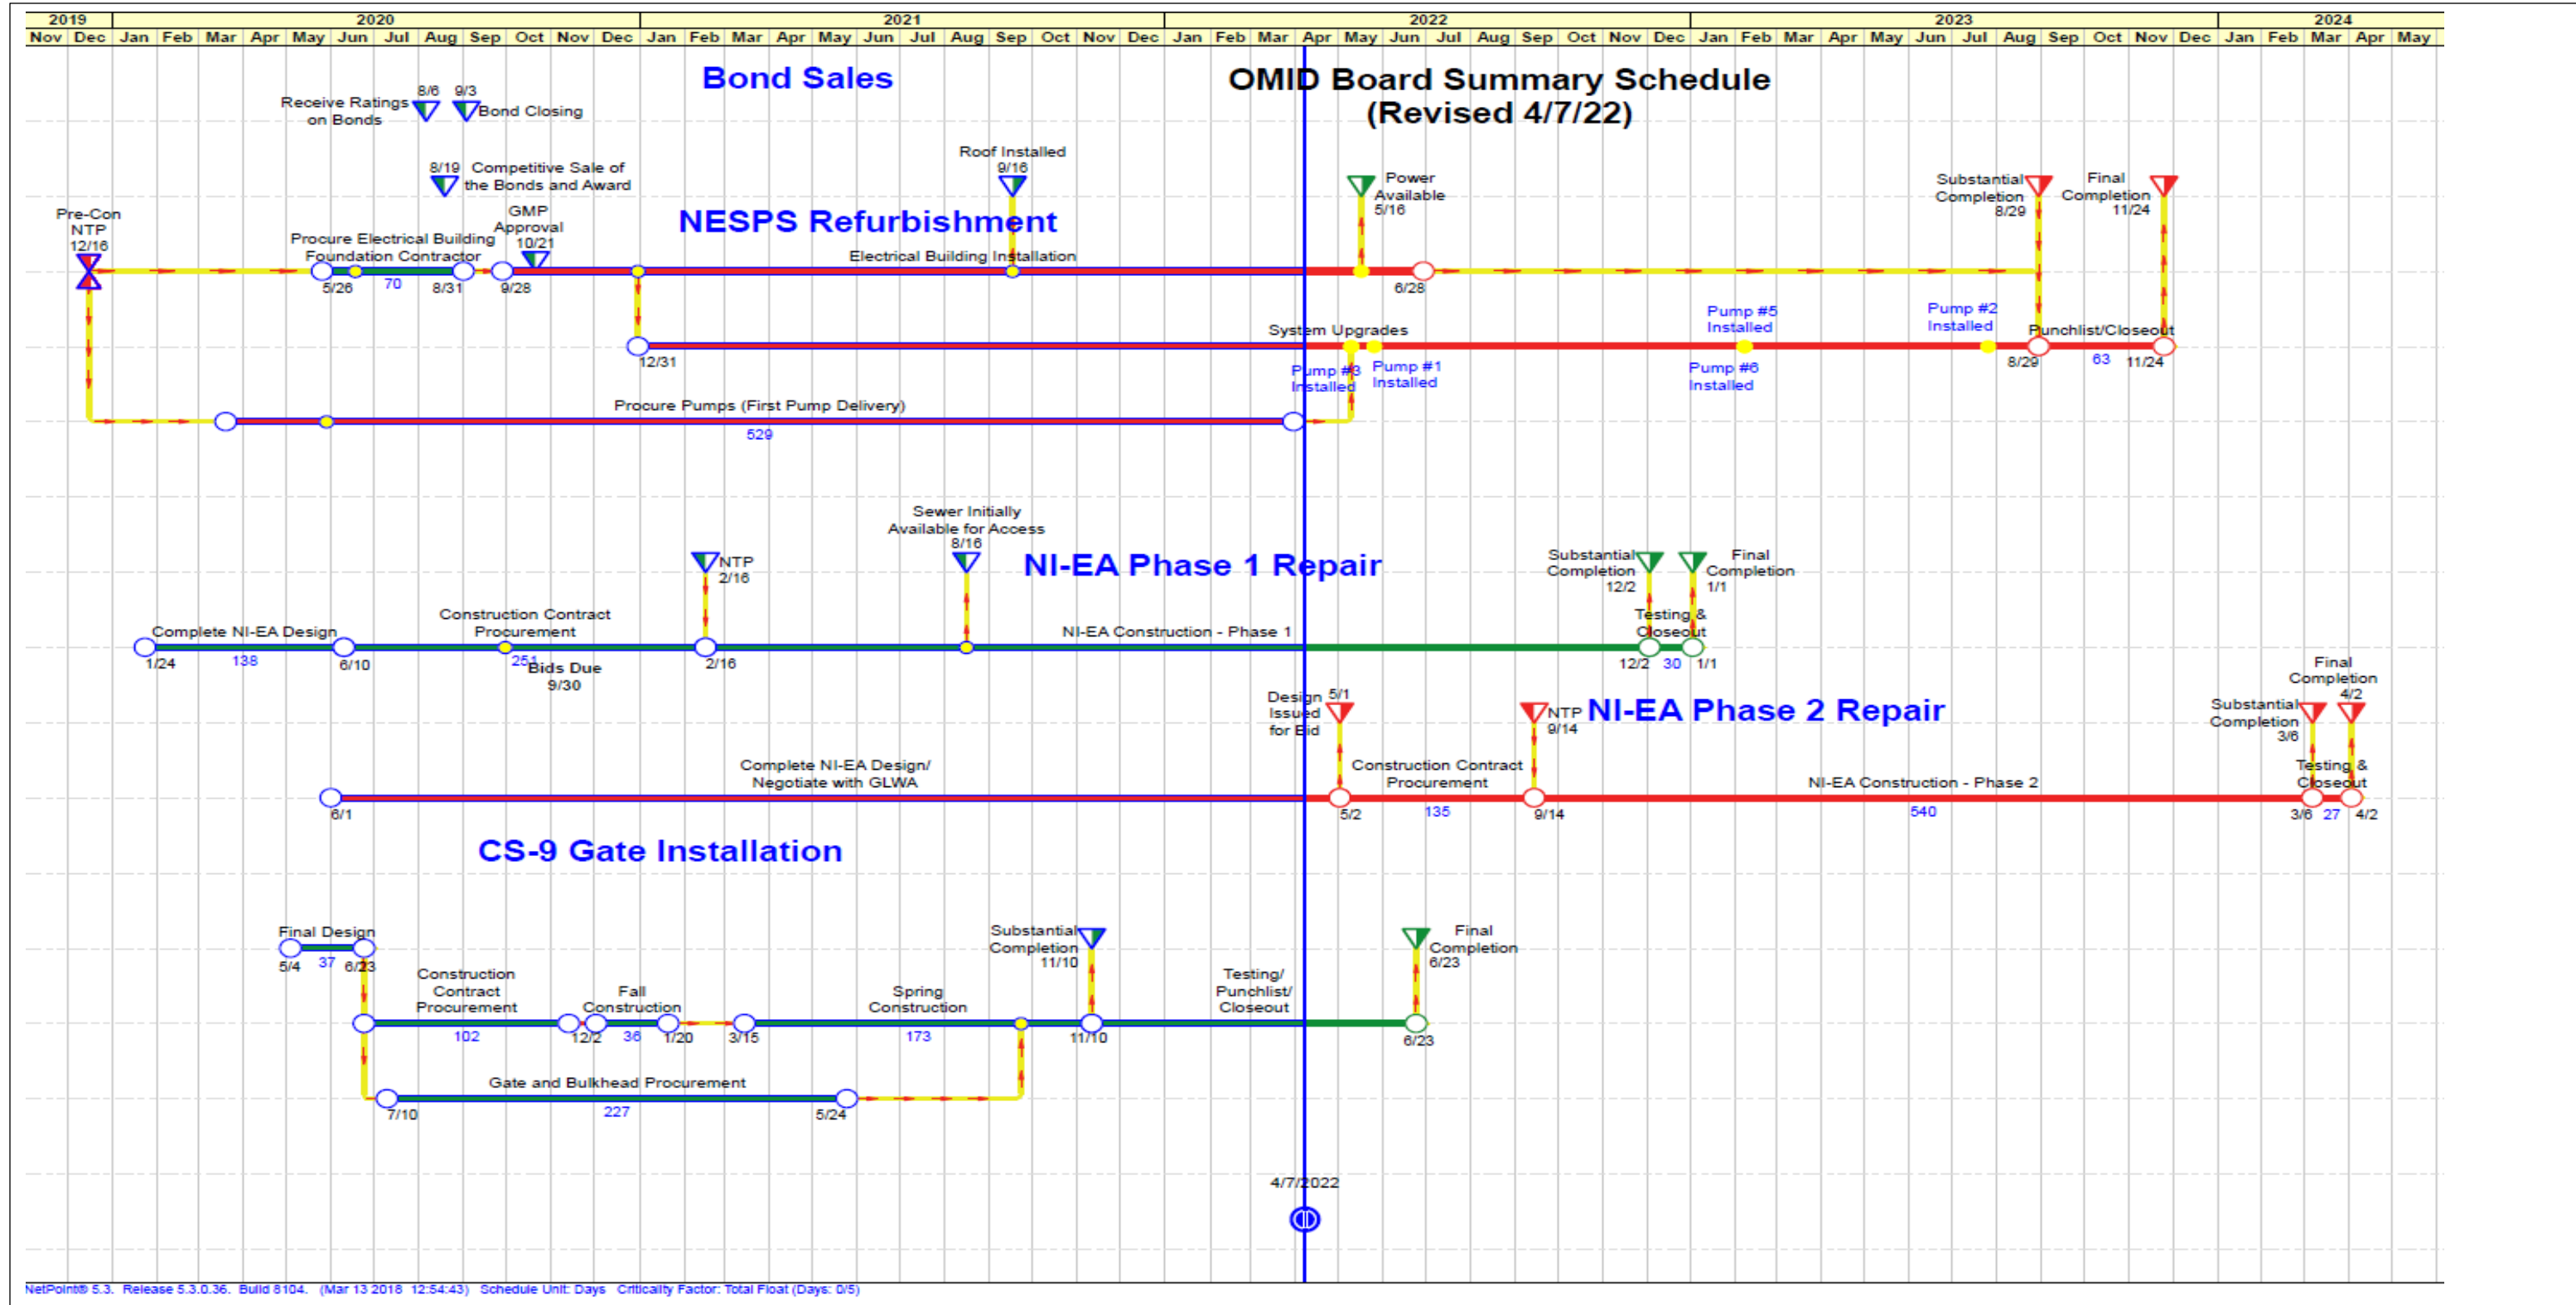 2019 2020 2021 2022 2023 2024
Nov Dec Jan Feb Mar Apr May Jun Jul Aug Sep Oct Nov Dec Jan Feb Mar Apr May Jun Jul Aug Sep Oct Nov Dec Jan Feb Mar Apr May Jun Jul Aug Sep Oct Nov Dec Jan Feb Mar Apr May Jun Jul Aug Sep Oct Nov Dec Jan Feb Mar Apr May
Bond Sales
OMID Board Summary Schedule
(Revised 4/7/22)
8/6 9/3
Receive Ratings
on Bonds
Bond Closing
8/19
Competitive Sale of
the Bonds and Award
Roof Installed
9/16
Power
Available
5/16
Substantial
Completion
8/29
Final
Completion
11/24
Pre-Con
NTP
12/16
GMP
Approval
10/21
NESPS Refurbishment
Procure Electrical Building
Foundation Contractor
Electrical Building Installation
5/26 70 8/31 9/28 6/28
Pump #5
Installed
Pump #2
Installed
System Upgrades
Punchlist/Closeout
12/31
Pump #3
Installed
Pump #1
Installed
Pump #6
Installed
8/29 63 11/24
Procure Pumps (First Pump Delivery)
529
Sewer Initially
Available for Access
8/16
NTP
2/16
NI-EA Phase 1 Repair
Substantial
Completion
12/2
Final
Completion
1/1
Testing &
Closeout
Complete NI-EA Design
Construction Contract
Procurement
NI-EA Construction - Phase 1
1/24 138 6/10 251 2/16 12/2 30 1/1
Bids Due
9/30
Design
Issued
for Bid
5/1
NTP
9/14
NI-EA Phase 2 Repair
Substantial
Completion
3/6
Final
Completion
4/2
Complete NI-EA Design/
Negotiate with GLWA
Construction Contract
Procurement
NI-EA Construction - Phase 2
Testing &
Closeout
6/1 5/2 135 9/14 540 3/6 27 4/2
CS-9 Gate Installation
Final Design
5/4 37 6/23
Substantial
Completion
11/10
Final
Completion
6/23
Construction
Contract
Procurement
Fall
Construction
Spring
Construction
Testing/
Punchlist/
Closeout
102 12/2 36 1/20 3/15 173 11/10 6/23
Gate and Bulkhead Procurement
7/10 227 5/24
4/7/2022
NetPoint® 5.3. Release 5.3.0.36. Build 8104. (Mar 13 2018 12:54:43) Schedule Unit: Days Criticality Factor: Total Float (Days: 0/5)